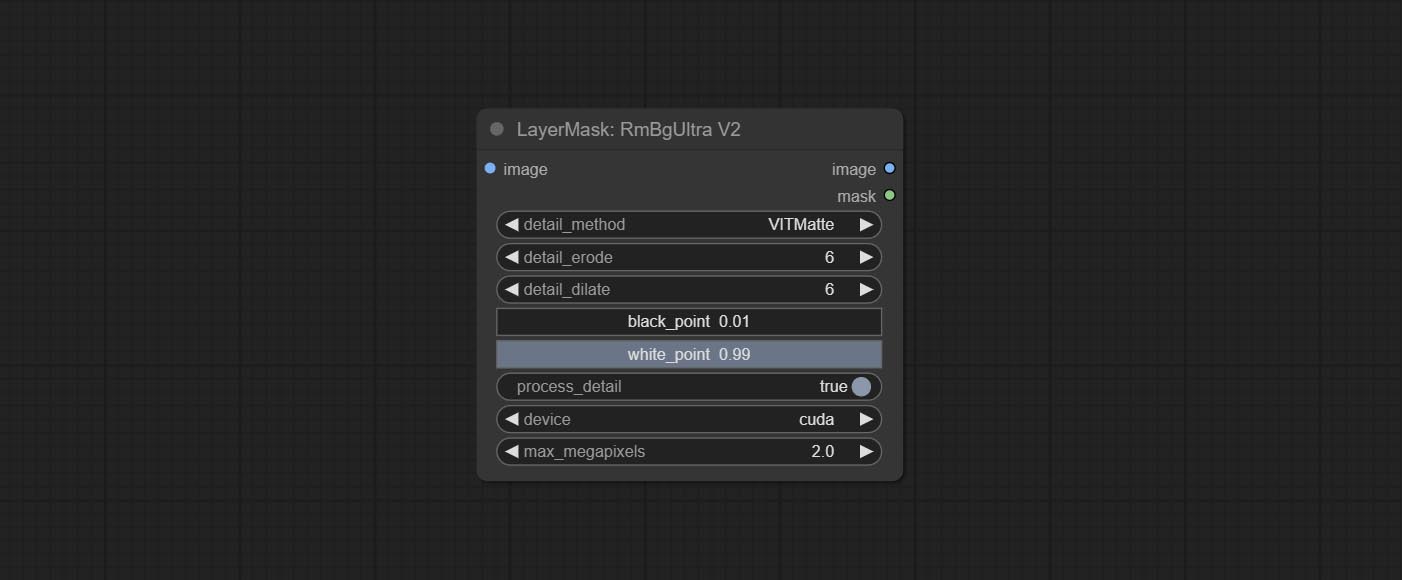 LayerMask: RmBgUltra V2
image image
mask
detail_method VITMatte
detail_erode 6
detail_dilate 6
black_point 0.01
white_point 0.99
process_detail true
device cuda
max_megapixels 2.0